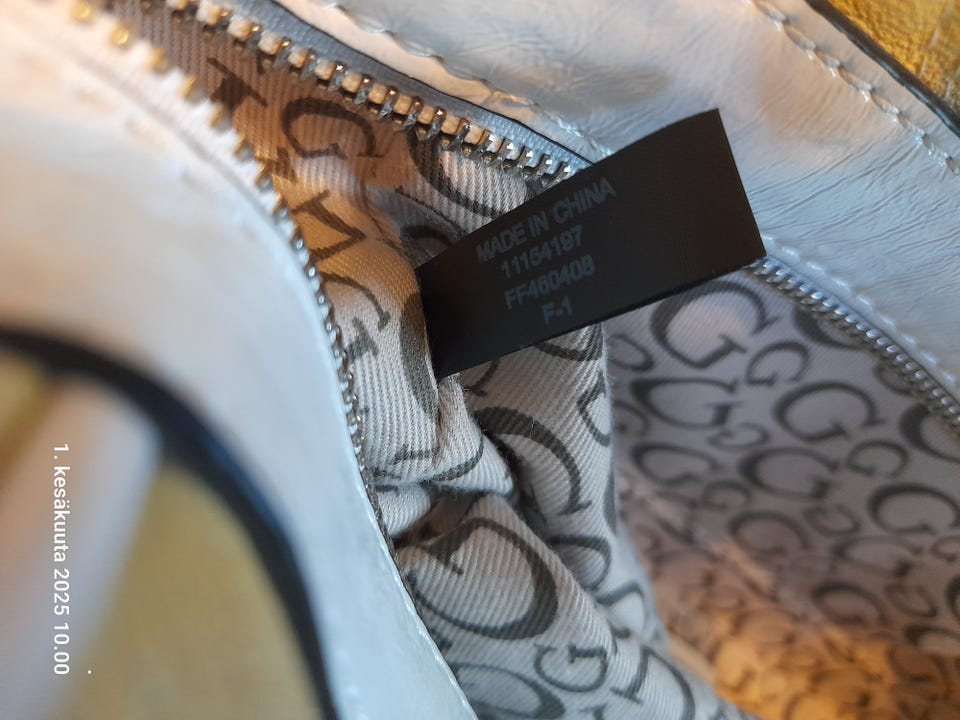 MADE IN CHINA
11154197
FF460408
F-1
1. kesäkuuta 2025 10.00